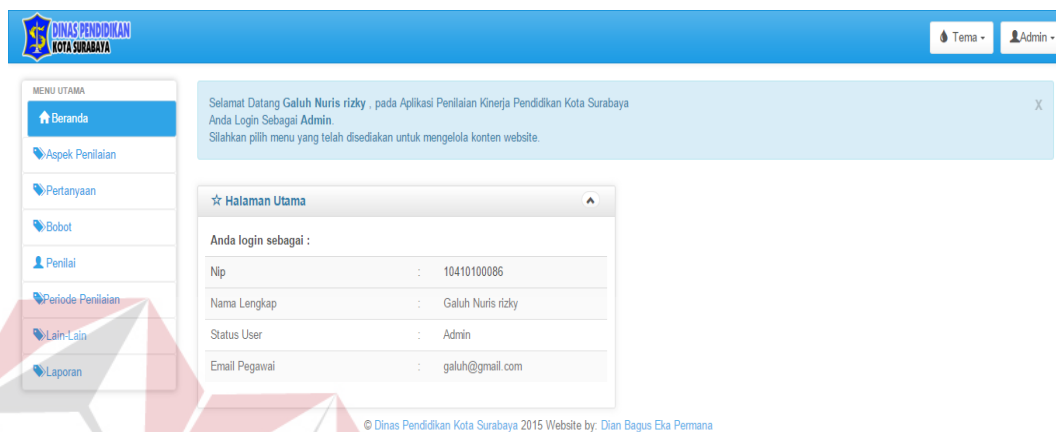 DINAS PENDIDIKAN
KOTA SURABAYA
Tema
Admin
MENU UTAMA
Beranda
Aspek Penilaian
Pertanyaan
Bobot
Penilai
Periode Penilaian
Lain-Lain
Laporan
Selamat Datang Galuh Nuris rizky , pada Aplikasi Penilaian Kinerja Pendidikan Kota Surabaya
Anda Login Sebagai Admin.
Silahkan pilih menu yang telah disediakan untuk mengelola konten website.
X
Halaman Utama
Anda login sebagai :
Nip : 10410100086
Nama Lengkap : Galuh Nuris rizky
Status User : Admin
Email Pegawai : galuh@gmail.com
© Dinas Pendidikan Kota Surabaya 2015 Website by: Dian Bagus Eka Permana